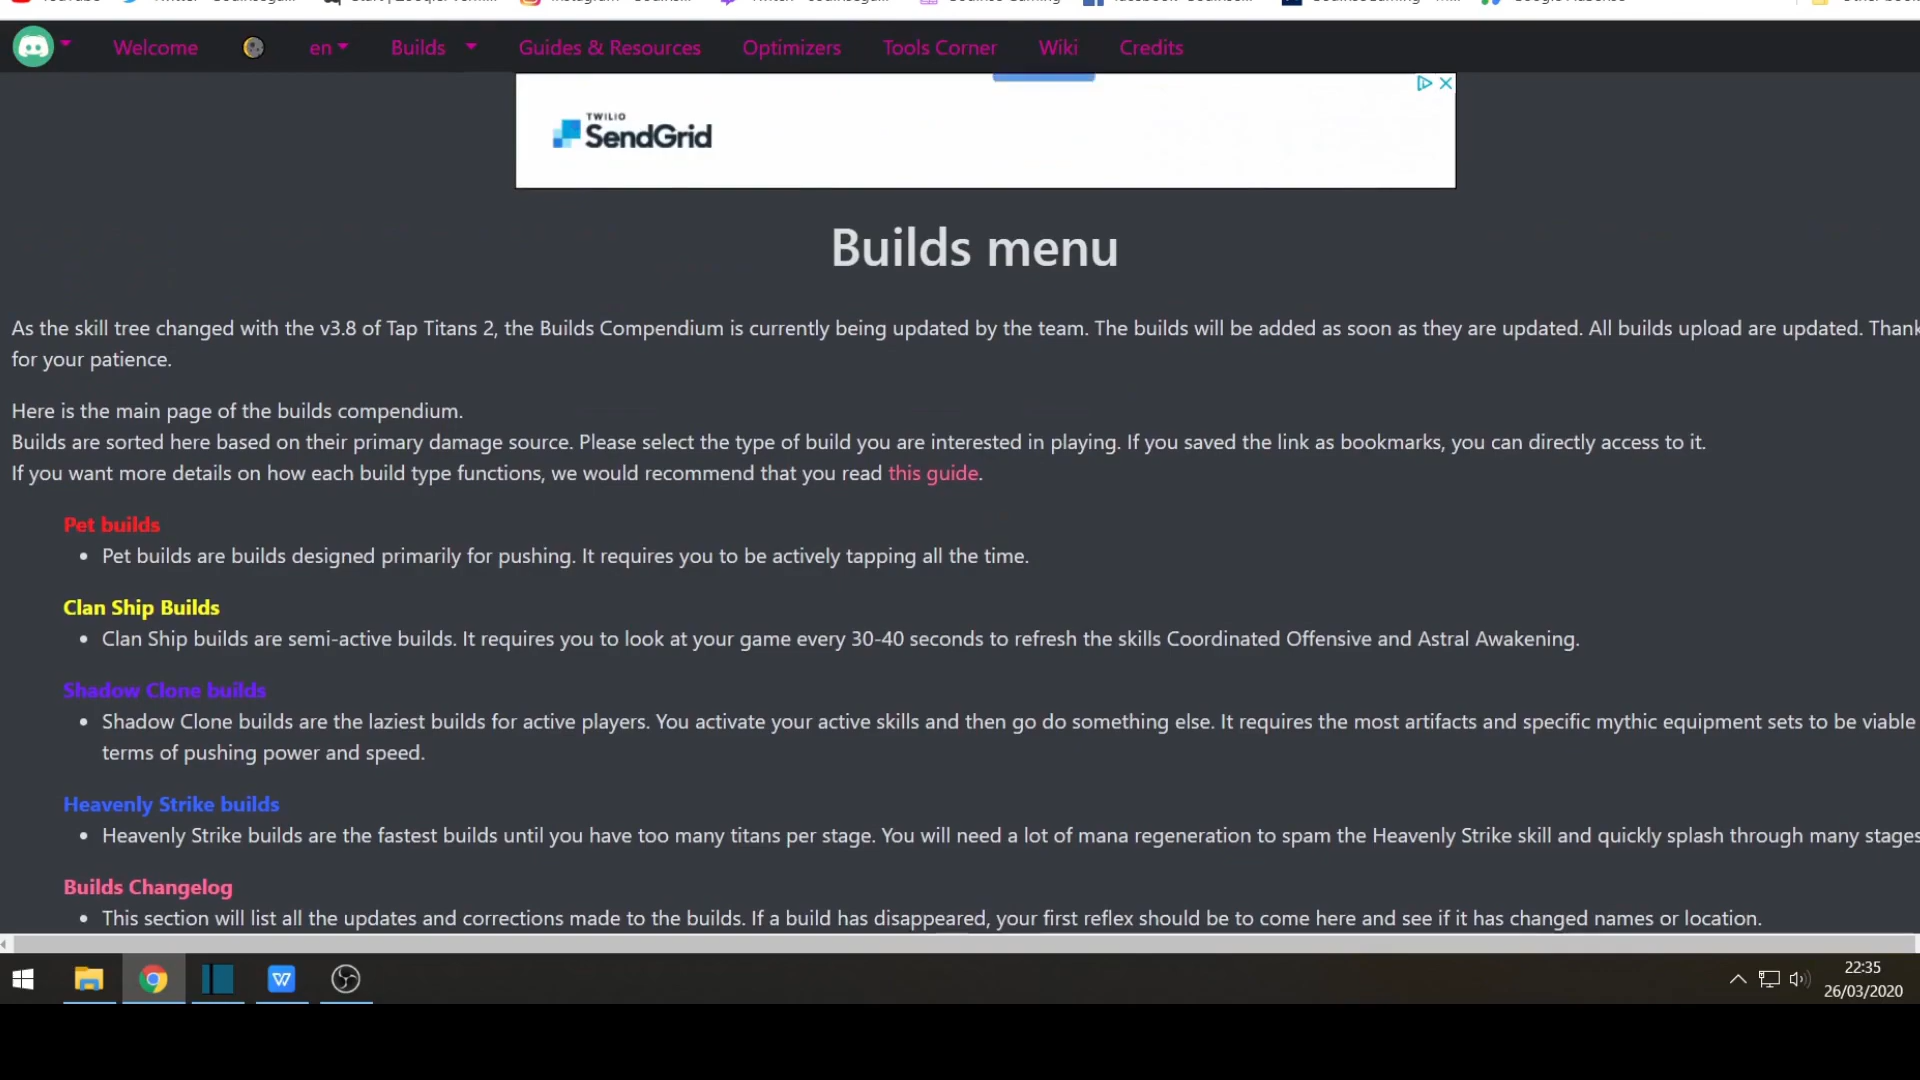 Welcome en Builds Guides & Resources Optimizers Tools Corner Wiki Credits
TWILIO
SendGrid
Builds menu
As the skill tree changed with the v3.8 of Tap Titans 2, the Builds Compendium is currently being updated by the team. The builds will be added as soon as they are updated. All builds upload are updated. Thank
for your patience.
Here is the main page of the builds compendium.
Builds are sorted here based on their primary damage source. Please select the type of build you are interested in playing. If you saved the link as bookmarks, you can directly access to it.
If you want more details on how each build type functions, we would recommend that you read this guide.
Pet builds
• Pet builds are builds designed primarily for pushing. It requires you to be actively tapping all the time.
Clan Ship Builds
• Clan Ship builds are semi-active builds. It requires you to look at your game every 30-40 seconds to refresh the skills Coordinated Offensive and Astral Awakening.
Shadow Clone builds
• Shadow Clone builds are the laziest builds for active players. You activate your active skills and then go do something else. It requires the most artifacts and specific mythic equipment sets to be viable
terms of pushing power and speed.
Heavenly Strike builds
• Heavenly Strike builds are the fastest builds until you have too many titans per stage. You will need a lot of mana regeneration to spam the Heavenly Strike skill and quickly splash through many stages
Builds Changelog
• This section will list all the updates and corrections made to the builds. If a build has disappeared, your first reflex should be to come here and see if it has changed names or location.
22:35
26/03/2020